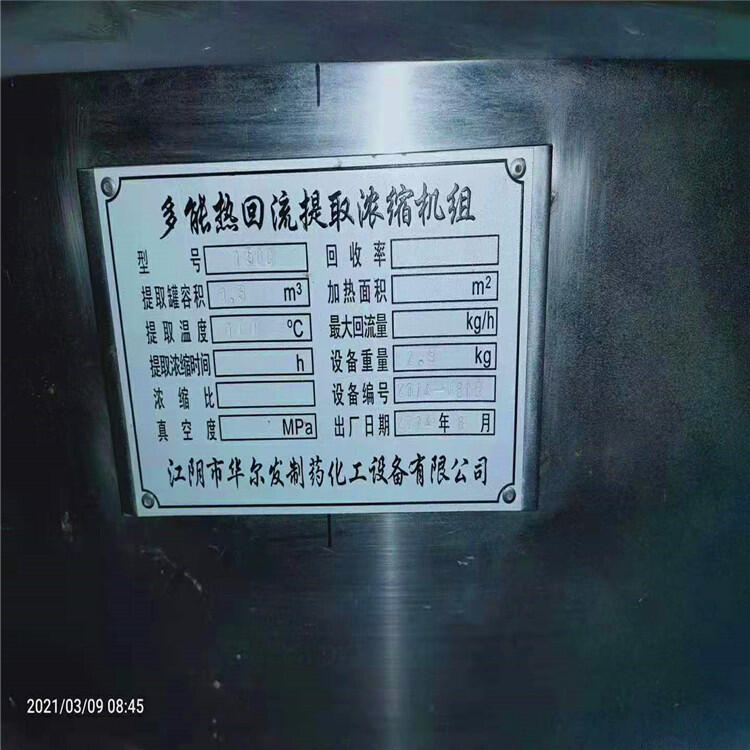 多能热回流提取浓缩机组
型号 回收率
提取罐容积 m³ 加热面积 m²
提取温度 ℃ 最大回流量 kg/h
提取浓缩时间 h 设备重量 kg
浓缩比 设备编号
真空度 MPa 出厂日期 年 月
江阴市华尔发制药化工设备有限公司
2021/03/09 08:45